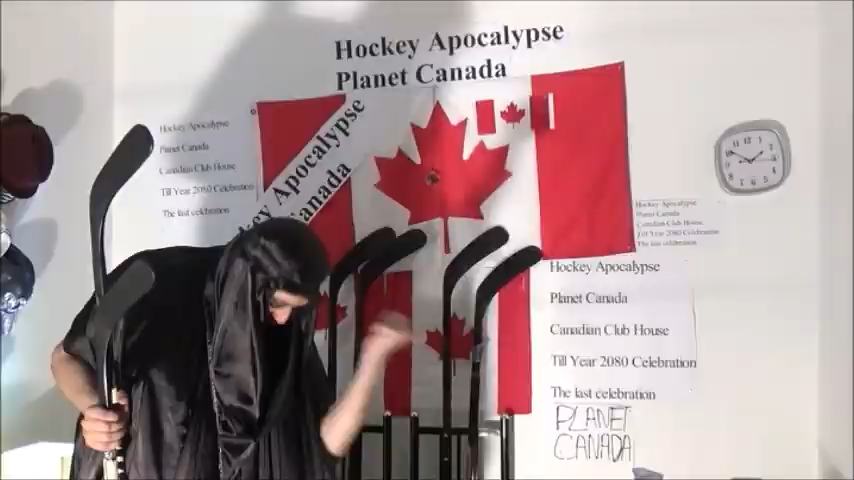 Hockey Apocalypse
Planet Canada
Hockey Apocalypse
Planet Canada
Canadian Club House
Till Year 2080 Celebration
The last celebration
Apocalypse
Canada
Hockey Apocalypse
Planet Canada
Canadian Club House
Till Year 2080 Celebration
The last celebration
Hockey Apocalypse
Planet Canada
Canadian Club House
Till Year 2080 Celebration
The last celebration
PLANET
CANADA